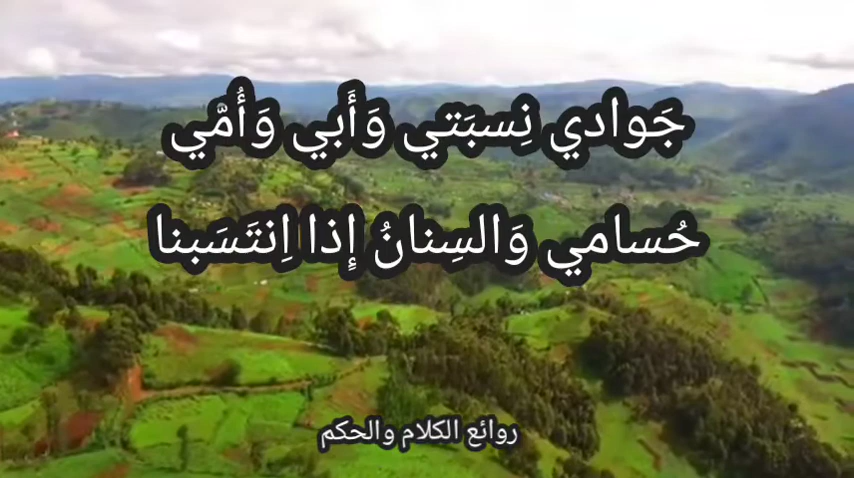 جَوادي نِسبَتي وَأَبي وَأُمّي
حُسامي وَالسِنانُ إِذا اِنتَسَبنا
روائع الكلام والحكم